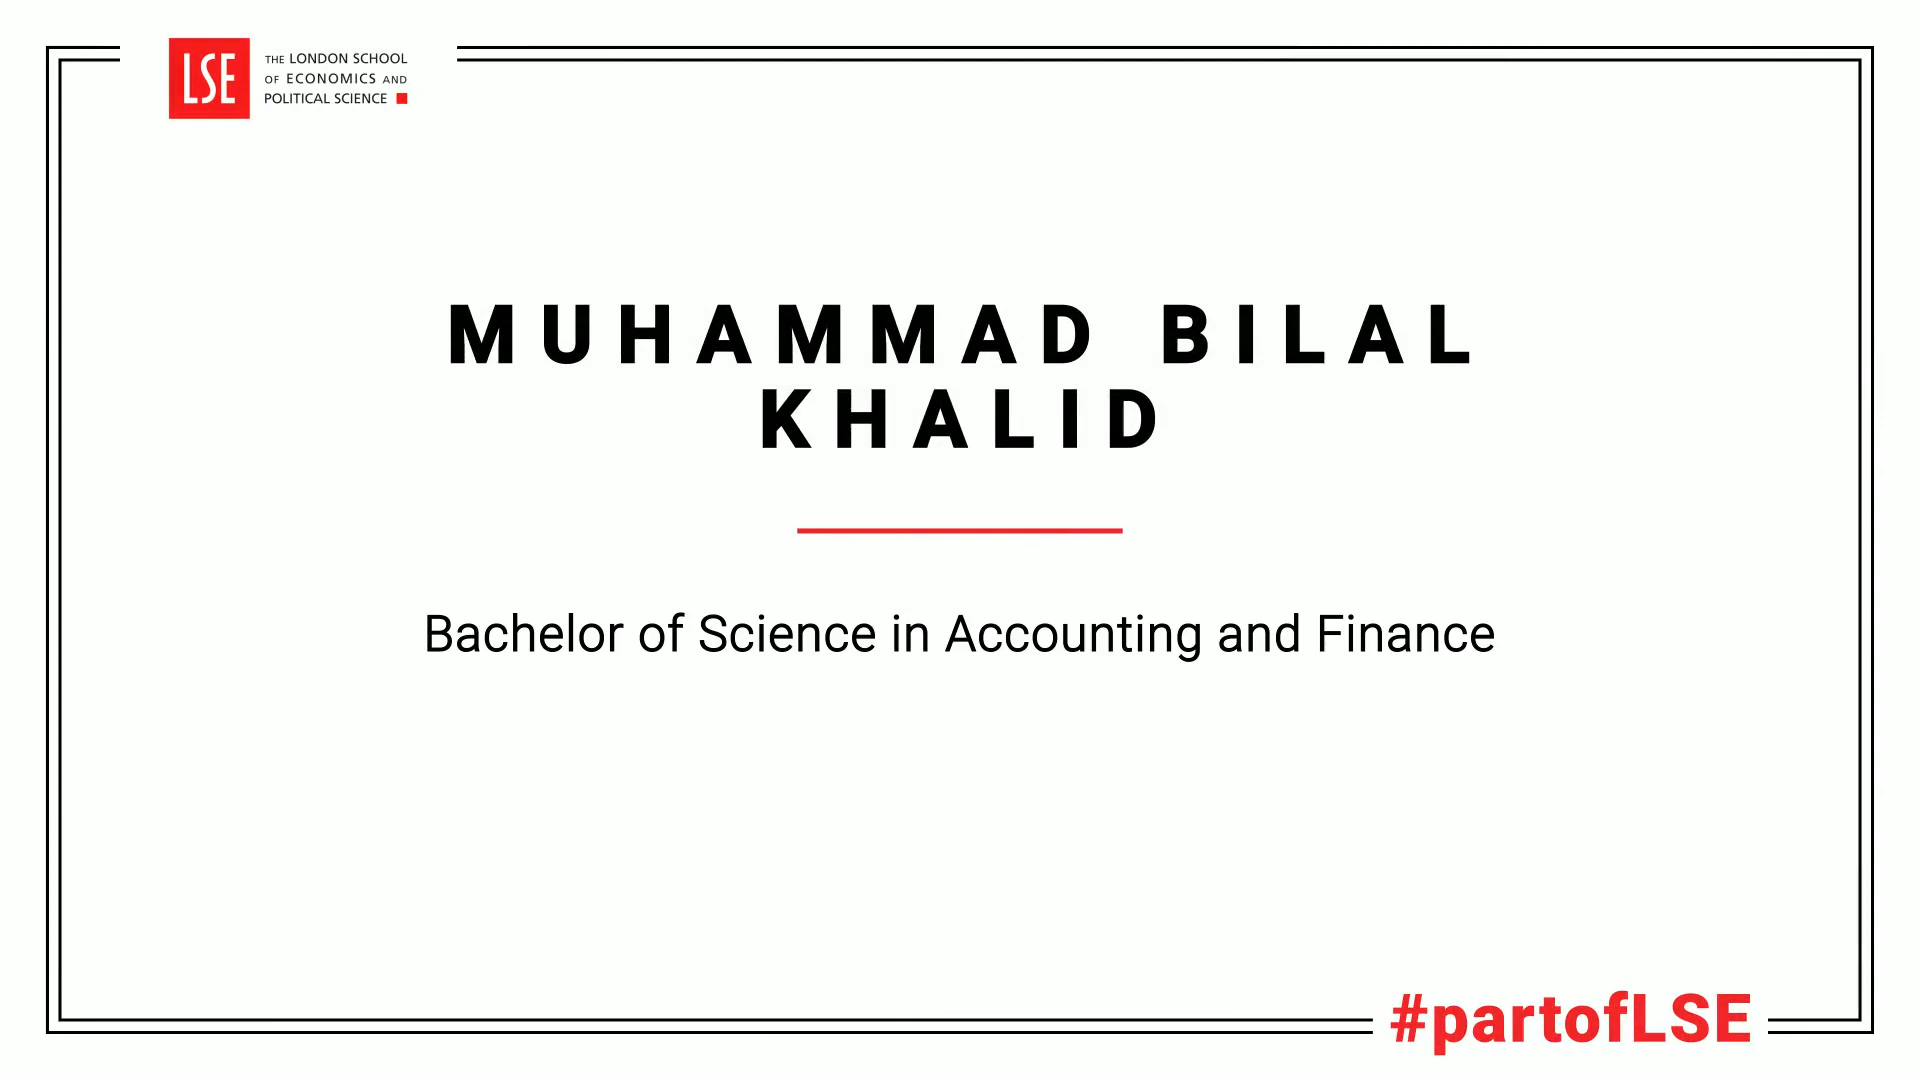 LSE
THE LONDON SCHOOL
OF ECONOMICS AND
POLITICAL SCIENCE
MUHAMMAD BILAL
KHALID
Bachelor of Science in Accounting and Finance
#partofLSE